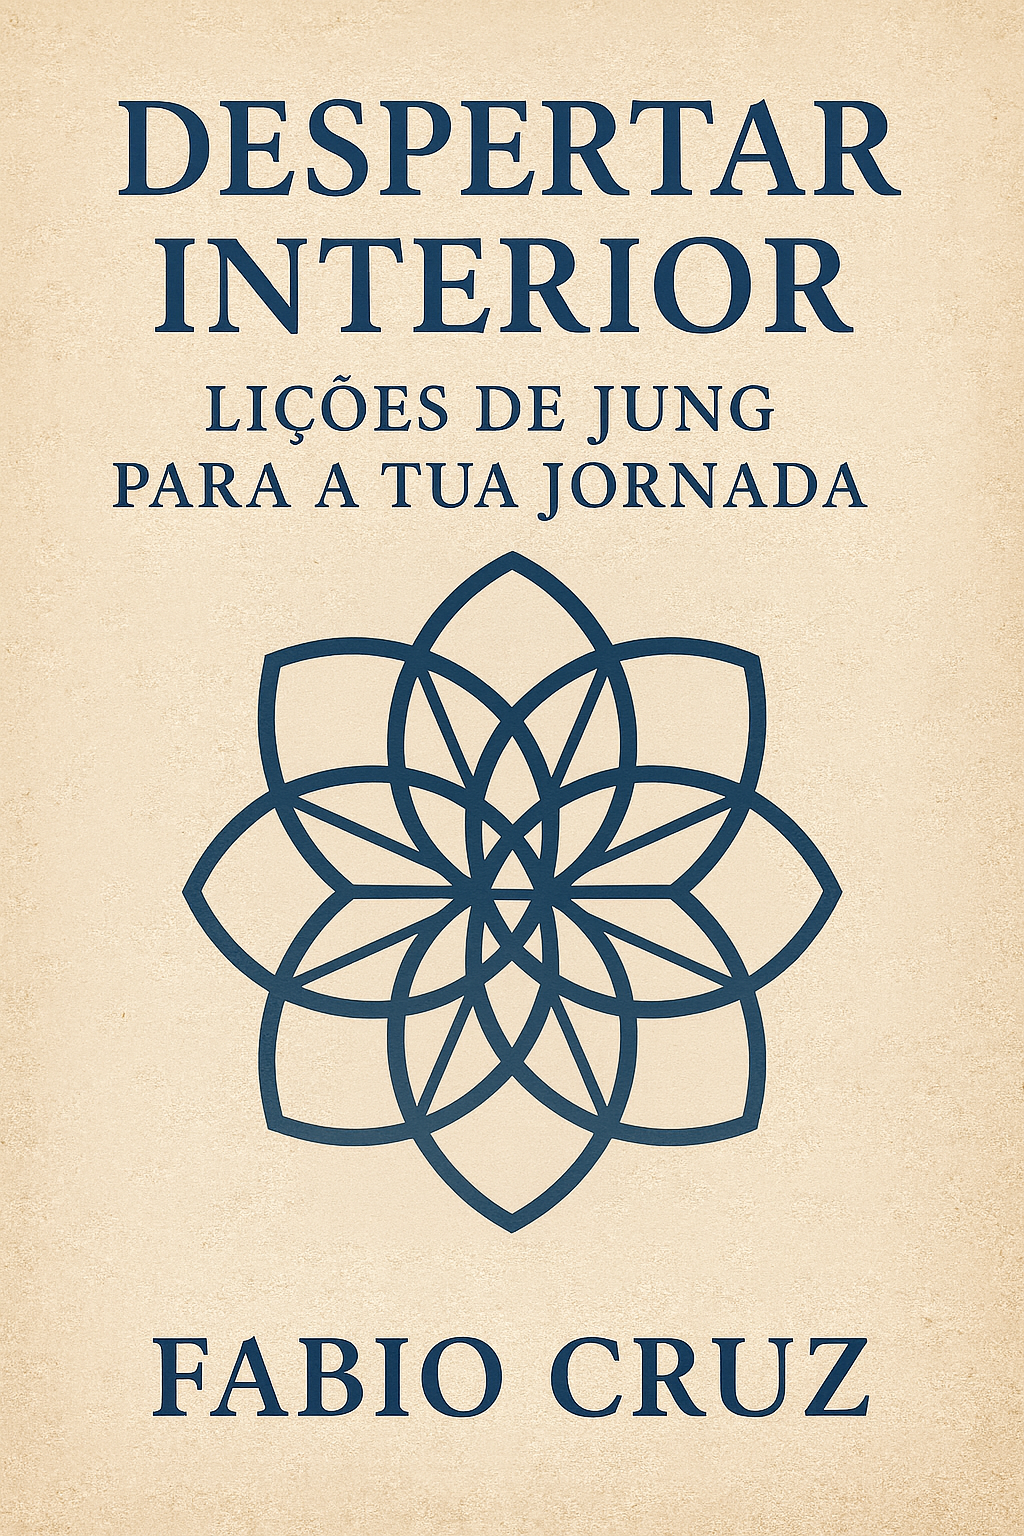 DESPERTAR
INTERIOR
LIÇÕES DE JUNG
PARA A TUA JORNADA
FABIO CRUZ